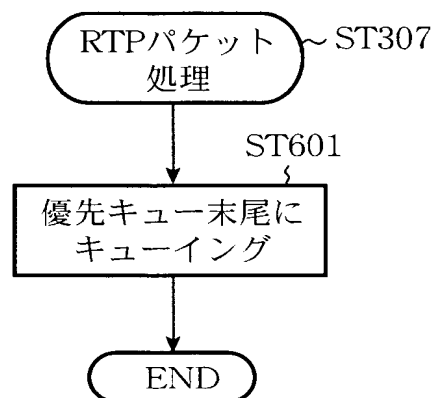 RTPパケット
処理
ST307
ST601
優先キュー末尾に
キューイング
END